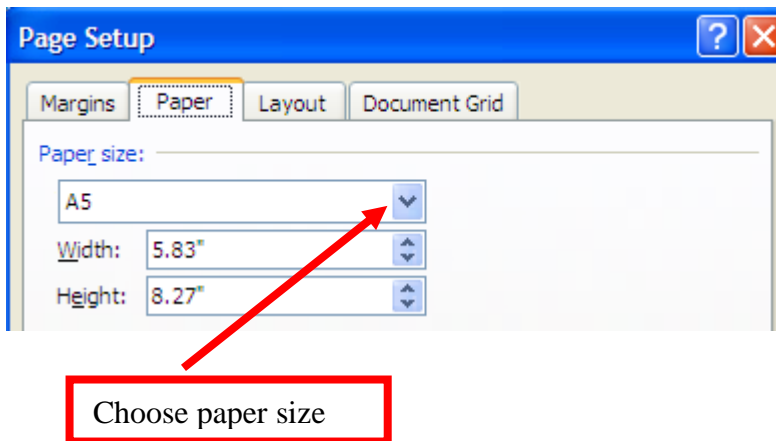 Page Setup
Margins Paper Layout Document Grid
Paper size:
A5
Width: 5.83"
Height: 8.27"
Choose paper size